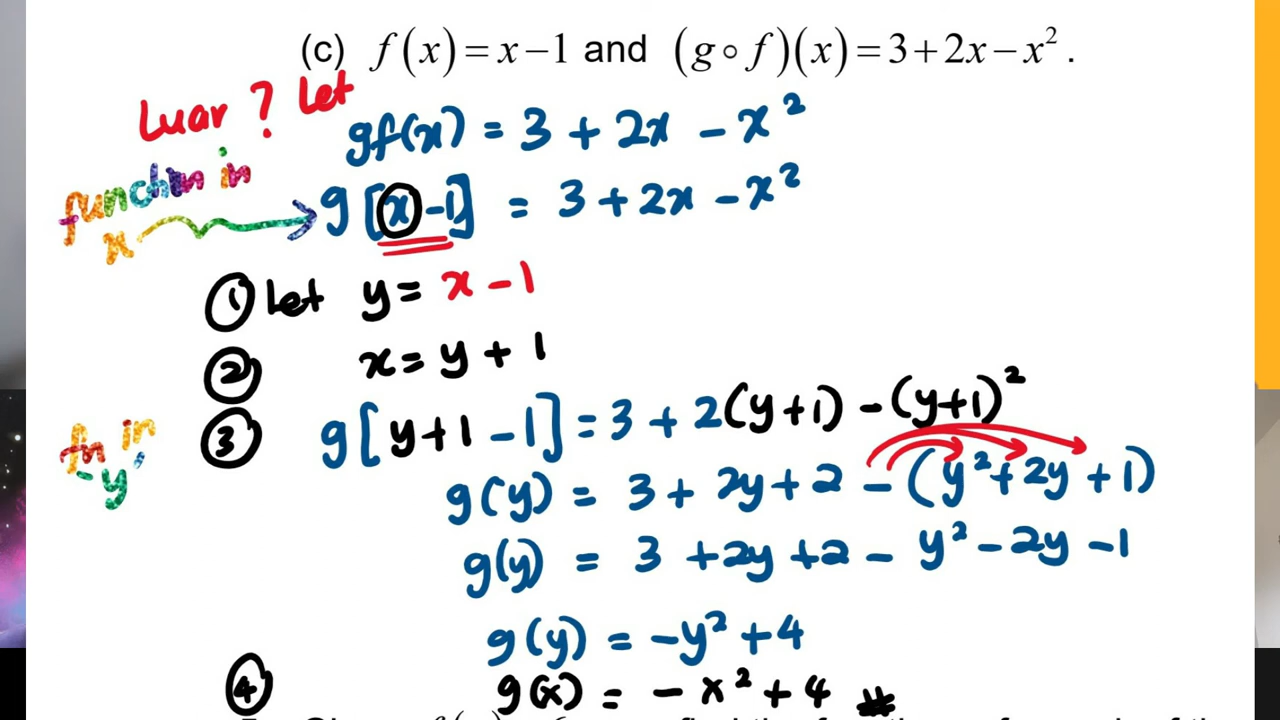 (c) f(x) = x − 1 and (g ∘ f)(x) = 3 + 2x − x².
Luar ? Let
gf(x) = 3 + 2x − x²
function in x
g[x − 1] = 3 + 2x − x²
① Let y = x − 1
② x = y + 1
fn in y
③ g[y + 1 − 1] = 3 + 2(y+1) − (y+1)²
g(y) = 3 + 2y + 2 − (y² + 2y + 1)
g(y) = 3 + 2y + 2 − y² − 2y − 1
g(y) = −y² + 4
④ g(x) = − x² + 4 #